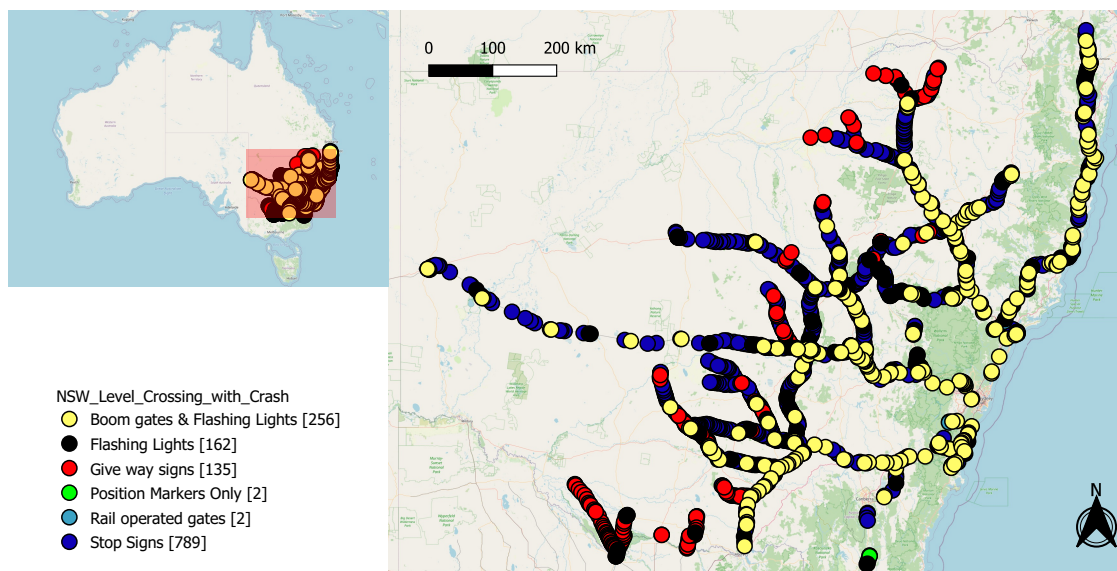 0 100 200 km
NSW_Level_Crossing_with_Crash
Boom gates & Flashing Lights [256]
Flashing Lights [162]
Give way signs [135]
Position Markers Only [2]
Rail operated gates [2]
Stop Signs [789]
N